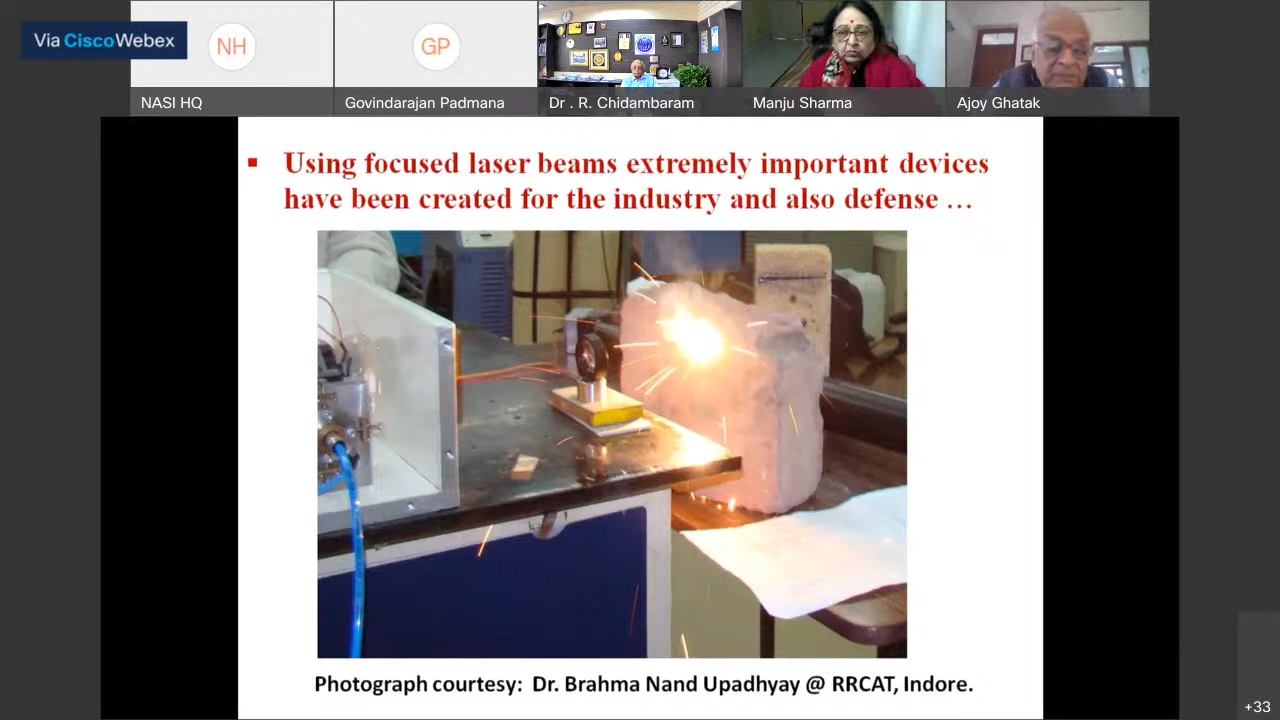 Via CiscoWebex
NH
GP
NASI HQ
Govindarajan Padmana
Dr . R. Chidambaram
Manju Sharma
Ajoy Ghatak
▪ Using focused laser beams extremely important devices
have been created for the industry and also defense ...
Photograph courtesy: Dr. Brahma Nand Upadhyay @ RRCAT, Indore.
+33